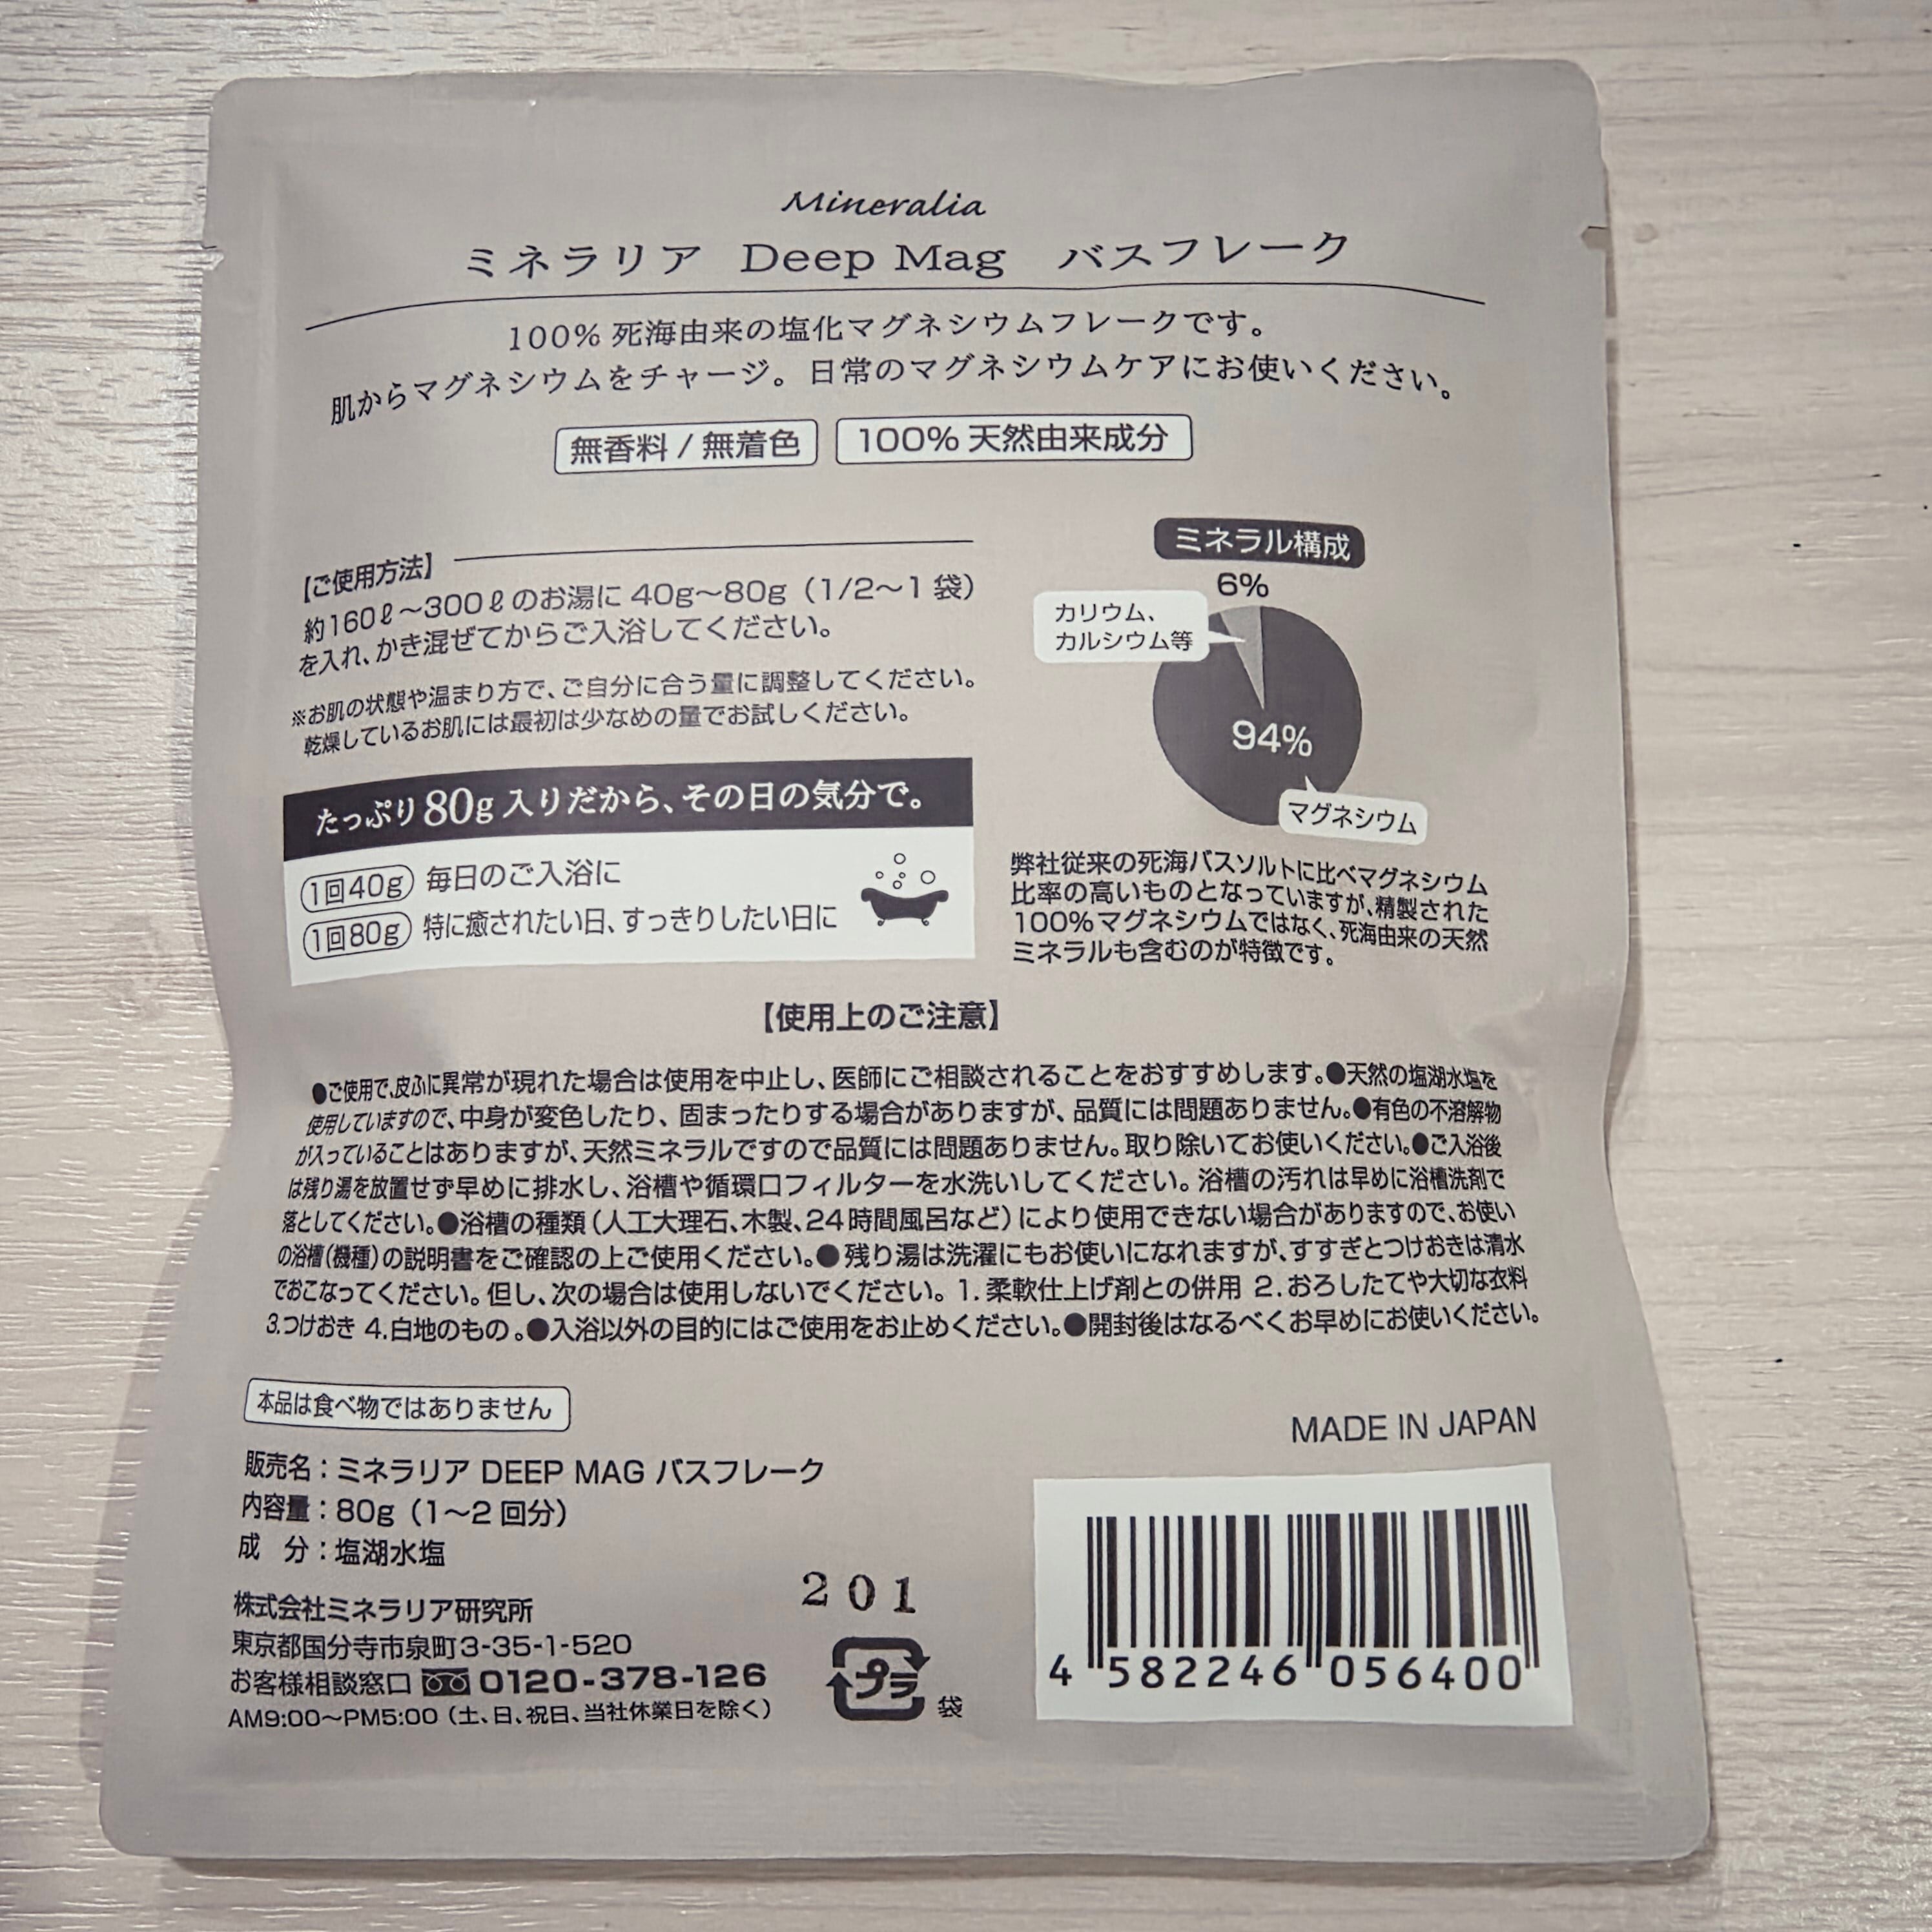 Mineralia
ミネラリア Deep Mag バスフレーク
100% 死海由来の塩化マグネシウムフレークです。
肌からマグネシウムをチャージ。日常のマグネシウムケアにお使いください。
無香料 / 無着色
100% 天然由来成分
【ご使用方法】
約160ℓ～300ℓのお湯に 40g～80g（1/2～1 袋）
を入れ、かき混ぜてからご入浴してください。
※お肌の状態や温まり方で、ご自分に合う量に調整してください。
乾燥しているお肌には最初は少なめの量でお試しください。
たっぷり80g入りだから、その日の気分で。
1回40g 毎日のご入浴に
1回80g 特に癒されたい日、すっきりしたい日に
ミネラル構成
6%
カリウム、
カルシウム等
94%
マグネシウム
弊社従来の死海バスソルトに比べマグネシウム
比率の高いものとなっていますが、精製された
100%マグネシウムではなく、死海由来の天然
ミネラルも含むのが特徴です。
【使用上のご注意】
●ご使用で、皮ふに異常が現れた場合は使用を中止し、医師にご相談されることをおすすめします。●天然の塩湖水塩を
使用していますので、中身が変色したり、固まったりする場合がありますが、品質には問題ありません。●有色の不溶解物
が入っていることはありますが、天然ミネラルですので品質には問題ありません。取り除いてお使いください。●ご入浴後
は残り湯を放置せず早めに排水し、浴槽や循環口フィルターを水洗いしてください。浴槽の汚れは早めに浴槽洗剤で
落としてください。●浴槽の種類（人工大理石、木製、24時間風呂など）により使用できない場合がありますので、お使い
の浴槽（機種）の説明書をご確認の上ご使用ください。●残り湯は洗濯にもお使いになれますが、すすぎとつけおきは清水
でおこなってください。但し、次の場合は使用しないでください。1.柔軟仕上げ剤との併用 2.おろしたてや大切な衣料
3.つけおき 4.白地のもの。●入浴以外の目的にはご使用をお止めください。●開封後はなるべくお早めにお使いください。
本品は食べ物ではありません
MADE IN JAPAN
販売名：ミネラリア DEEP MAG バスフレーク
内容量：80g（1～2 回分）
成 分：塩湖水塩
株式会社ミネラリア研究所
東京都国分寺市泉町3-35-1-520
お客様相談窓口 0120-378-126
AM9:00～PM5:00（土、日、祝日、当社休業日を除く）
201
プラ
袋
4 582246 056400